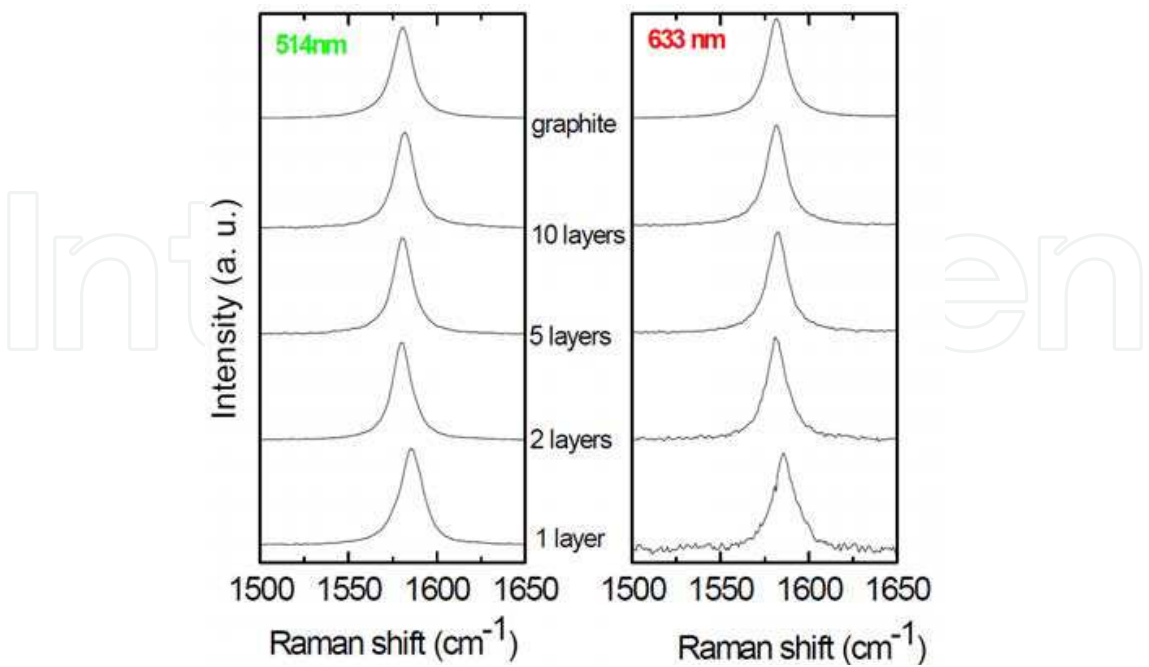 514nm
633 nm
graphite
10 layers
5 layers
2 layers
1 layer
Intensity (a. u.)
1500 1550 1600 1650
1500 1550 1600 1650
Raman shift (cm⁻¹)
Raman shift (cm⁻¹)